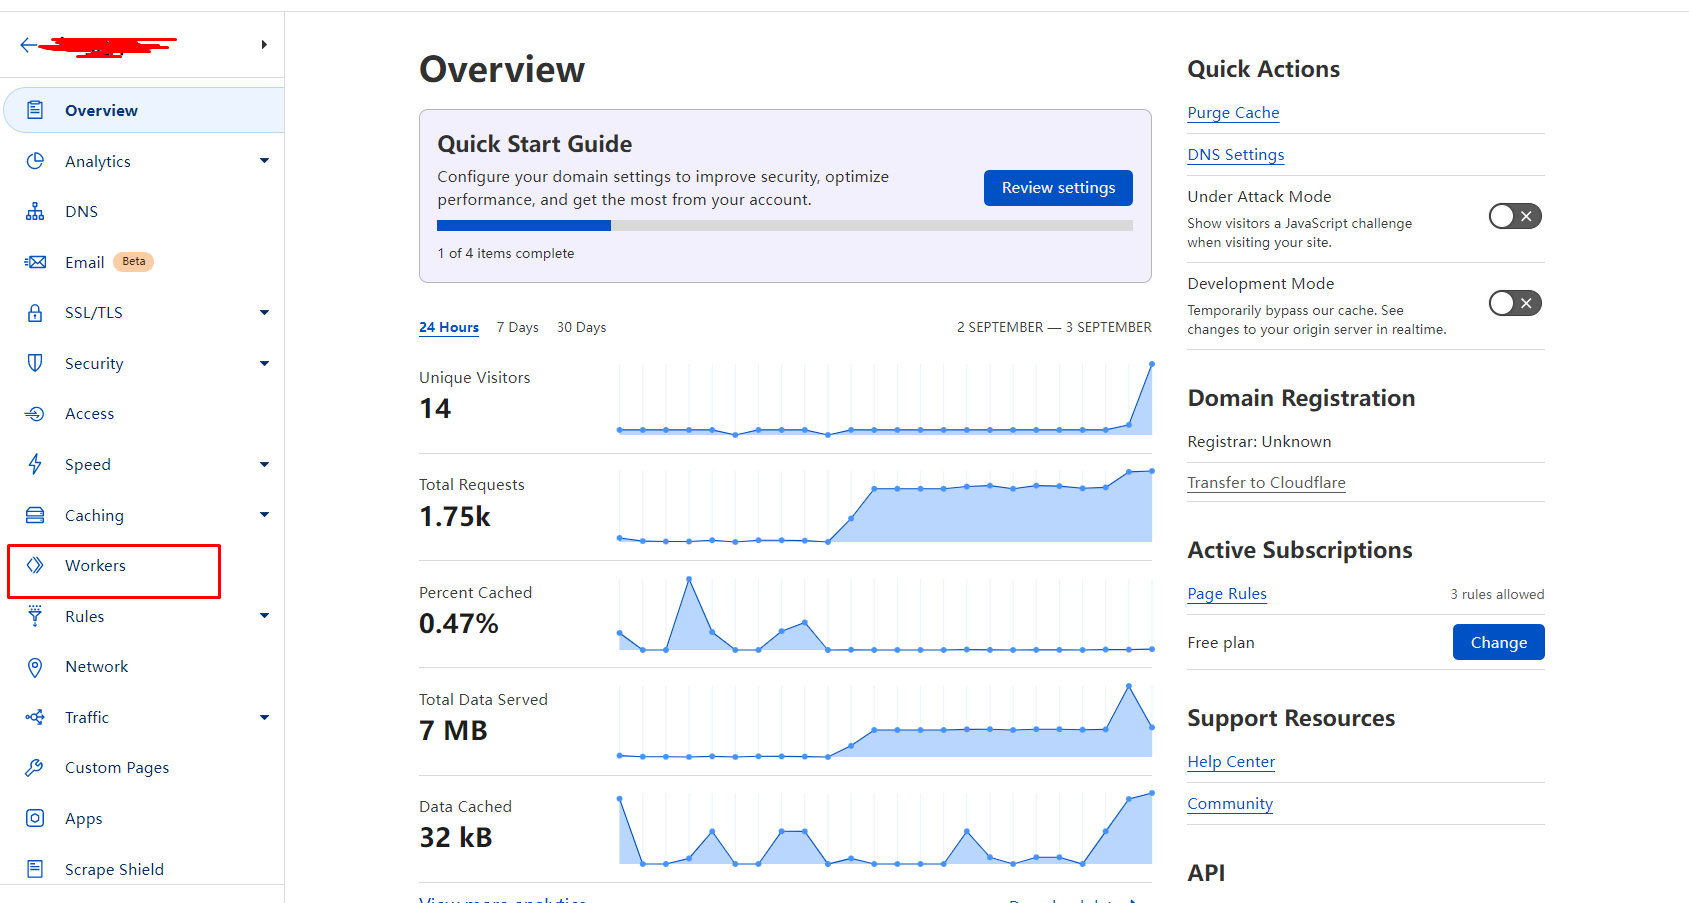 Overview
Analytics
DNS
Email Beta
SSL/TLS
Security
Access
Speed
Caching
Workers
Rules
Network
Traffic
Custom Pages
Apps
Scrape Shield
Overview
Quick Start Guide
Configure your domain settings to improve security, optimize
performance, and get the most from your account.
Review settings
1 of 4 items complete
24 Hours 7 Days 30 Days
2 SEPTEMBER — 3 SEPTEMBER
Unique Visitors
14
Total Requests
1.75k
Percent Cached
0.47%
Total Data Served
7 MB
Data Cached
32 kB
View more analytics
Quick Actions
Purge Cache
DNS Settings
Under Attack Mode
Show visitors a JavaScript challenge
when visiting your site.
Development Mode
Temporarily bypass our cache. See
changes to your origin server in realtime.
Domain Registration
Registrar: Unknown
Transfer to Cloudflare
Active Subscriptions
Page Rules 3 rules allowed
Free plan Change
Support Resources
Help Center
Community
API